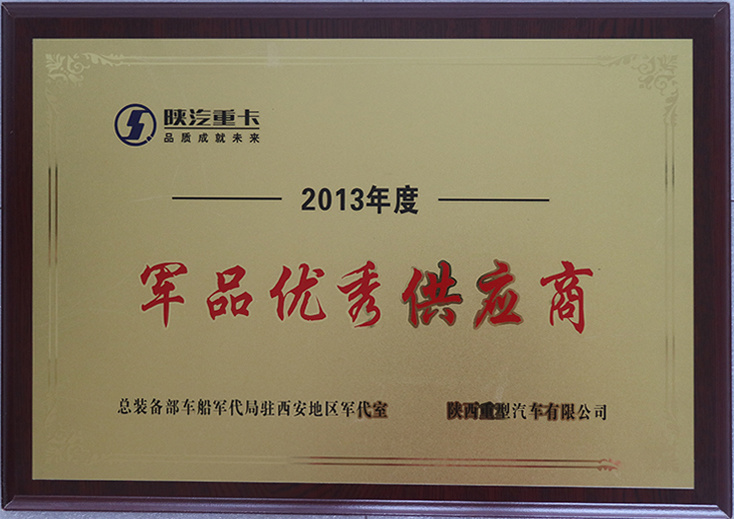 陕汽重卡
品质成就未来
2013年度
军品优秀供应商
总装备部车船军代局驻西安地区军代室 陕西重型汽车有限公司